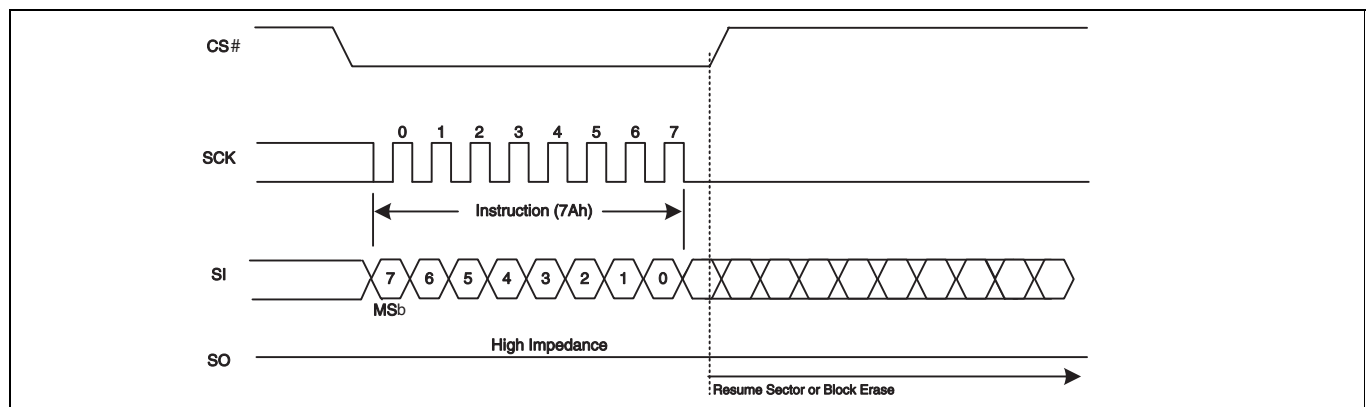 CS#
0 1 2 3 4 5 6 7
SCK
Instruction (7Ah)
SI
7 6 5 4 3 2 1 0
MSb
High Impedance
SO
Resume Sector or Block Erase